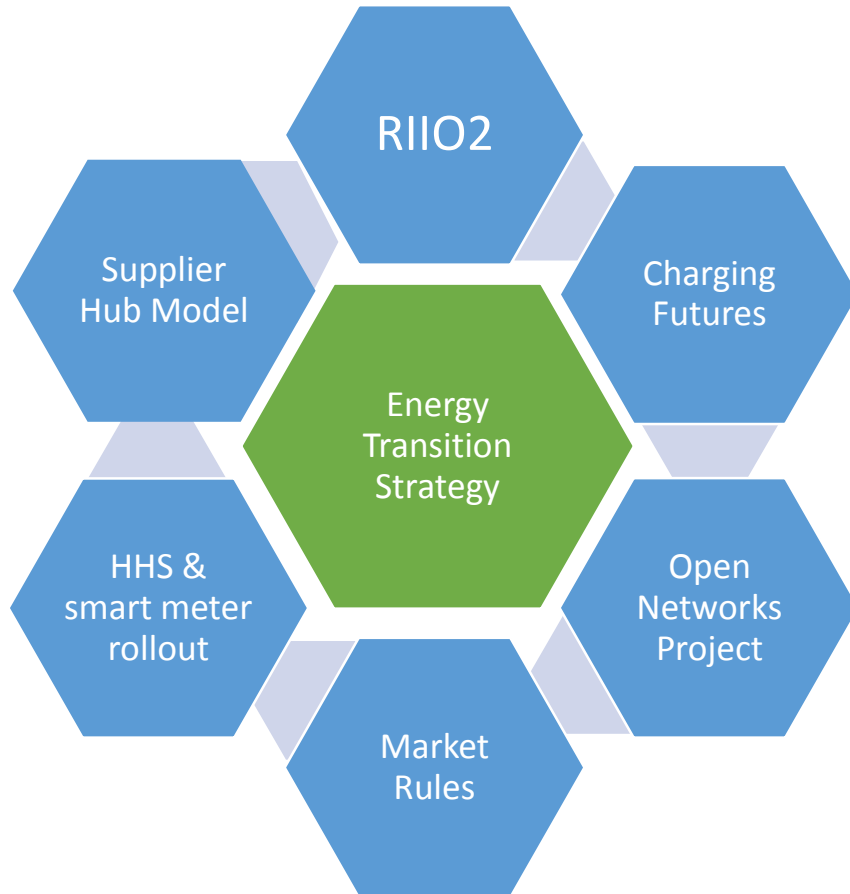 RIIO2
Supplier
Hub Model
Charging
Futures
Energy
Transition
Strategy
HHS &
smart meter
rollout
Open
Networks
Project
Market
Rules